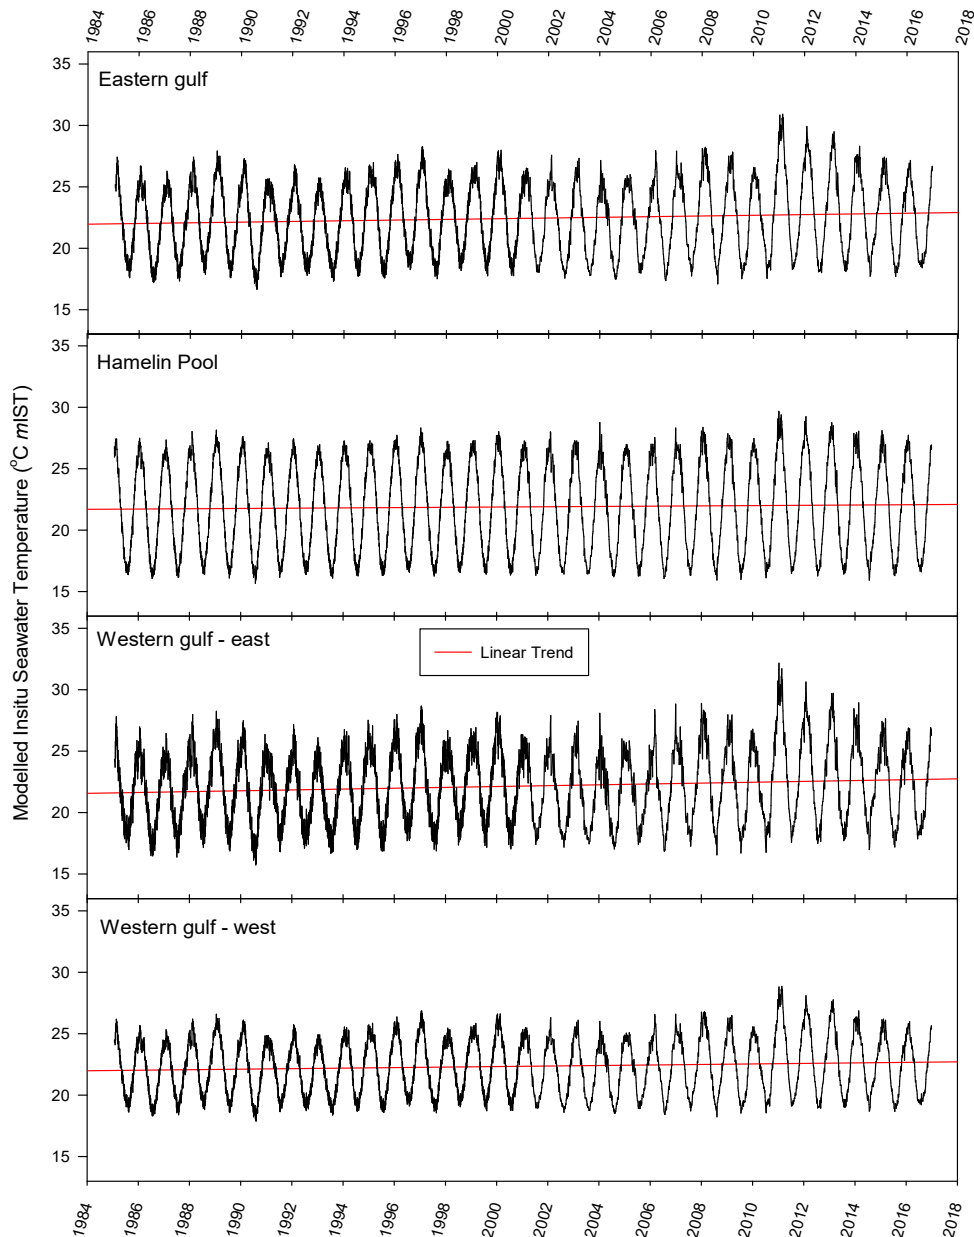 1984 1986 1988 1990 1992 1994 1996 1998 2000 2002 2004 2006 2008 2010 2012 2014 2016 2018
Modelled Insitu Seawater Temperature (°C mIST)
Eastern gulf
35
30
25
20
15
Hamelin Pool
35
30
25
20
15
Western gulf - east
Linear Trend
35
30
25
20
15
Western gulf - west
35
30
25
20
15
1984 1986 1988 1990 1992 1994 1996 1998 2000 2002 2004 2006 2008 2010 2012 2014 2016 2018